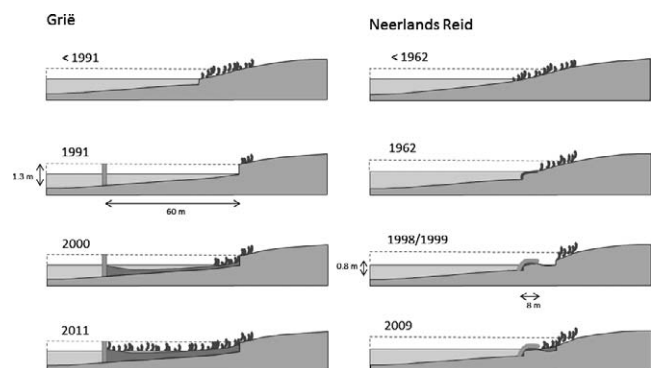 Grië
< 1991
1991
1.3 m
60 m
2000
2011
Neerlands Reid
< 1962
1962
1998/1999
0.8 m
8 m
2009